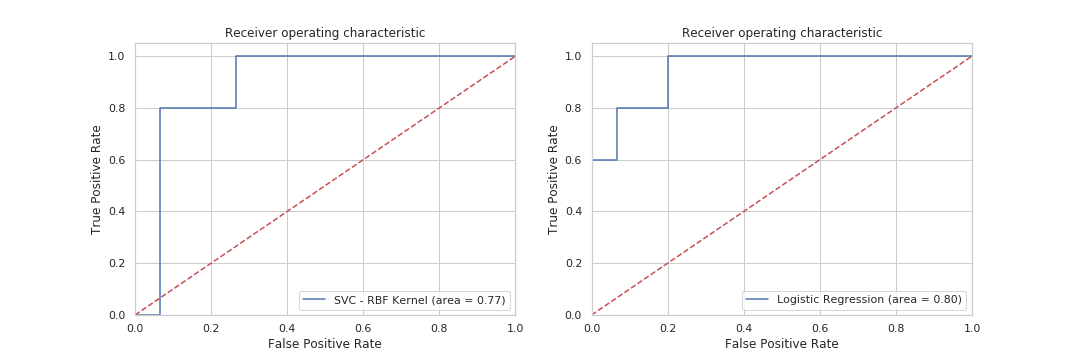 Receiver operating characteristic
1.0
0.8
0.6
0.4
0.2
0.0
True Positive Rate
SVC - RBF Kernel (area = 0.77)
0.0 0.2 0.4 0.6 0.8 1.0
False Positive Rate
Receiver operating characteristic
1.0
0.8
0.6
0.4
0.2
0.0
True Positive Rate
Logistic Regression (area = 0.80)
0.0 0.2 0.4 0.6 0.8 1.0
False Positive Rate